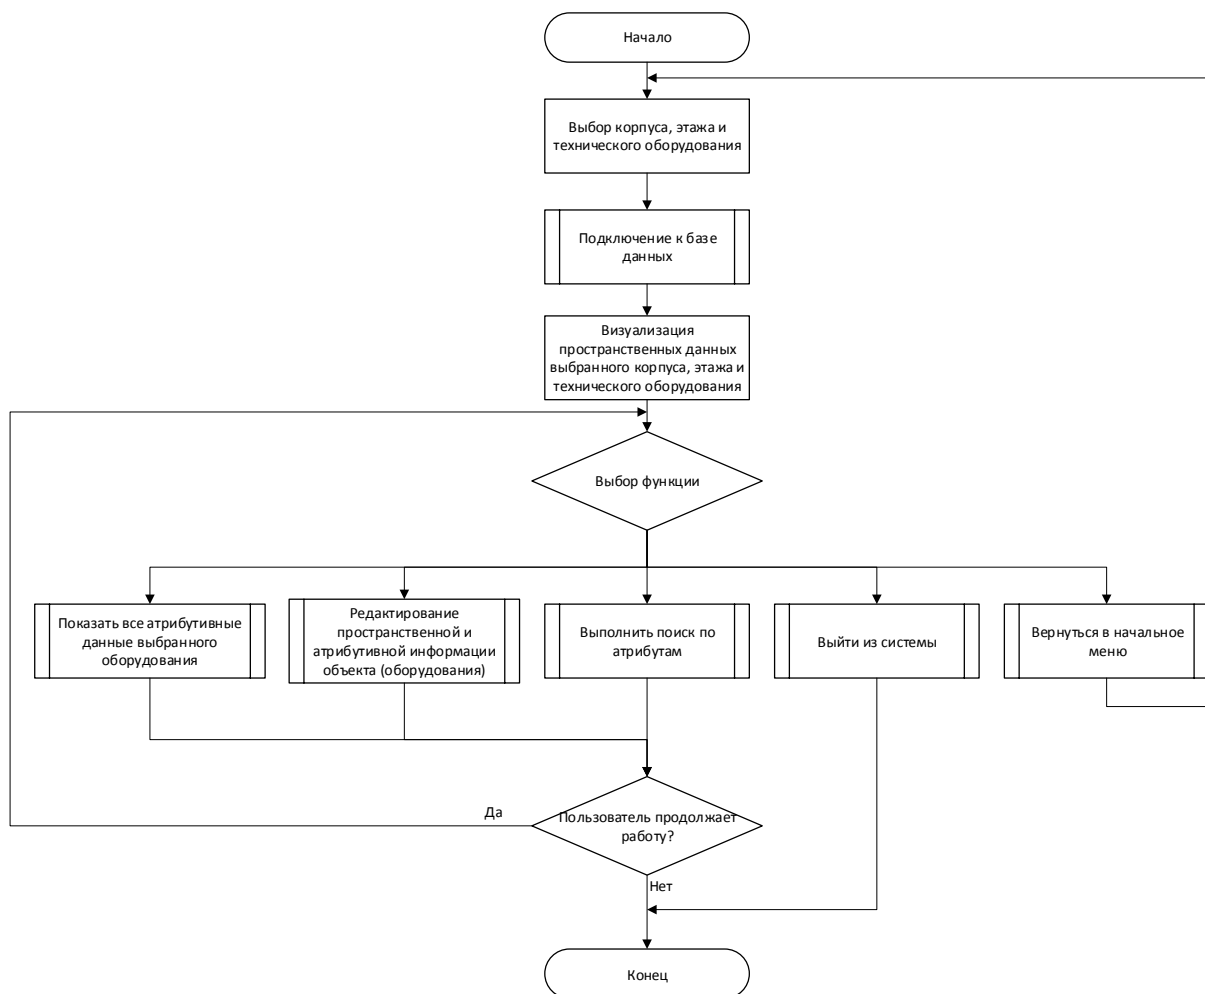 Начало
Выбор корпуса, этажа и
технического оборудования
Подключение к базе
данных
Визуализация
пространственных данных
выбранного корпуса, этажа и
технического оборудования
Выбор функции
Показать все атрибутивные
данные выбранного
оборудования
Редактирование
пространственной и
атрибутивной информации
объекта (оборудования)
Выполнить поиск по
атрибутам
Выйти из системы
Вернуться в начальное
меню
Да
Пользователь продолжает
работу?
Нет
Конец